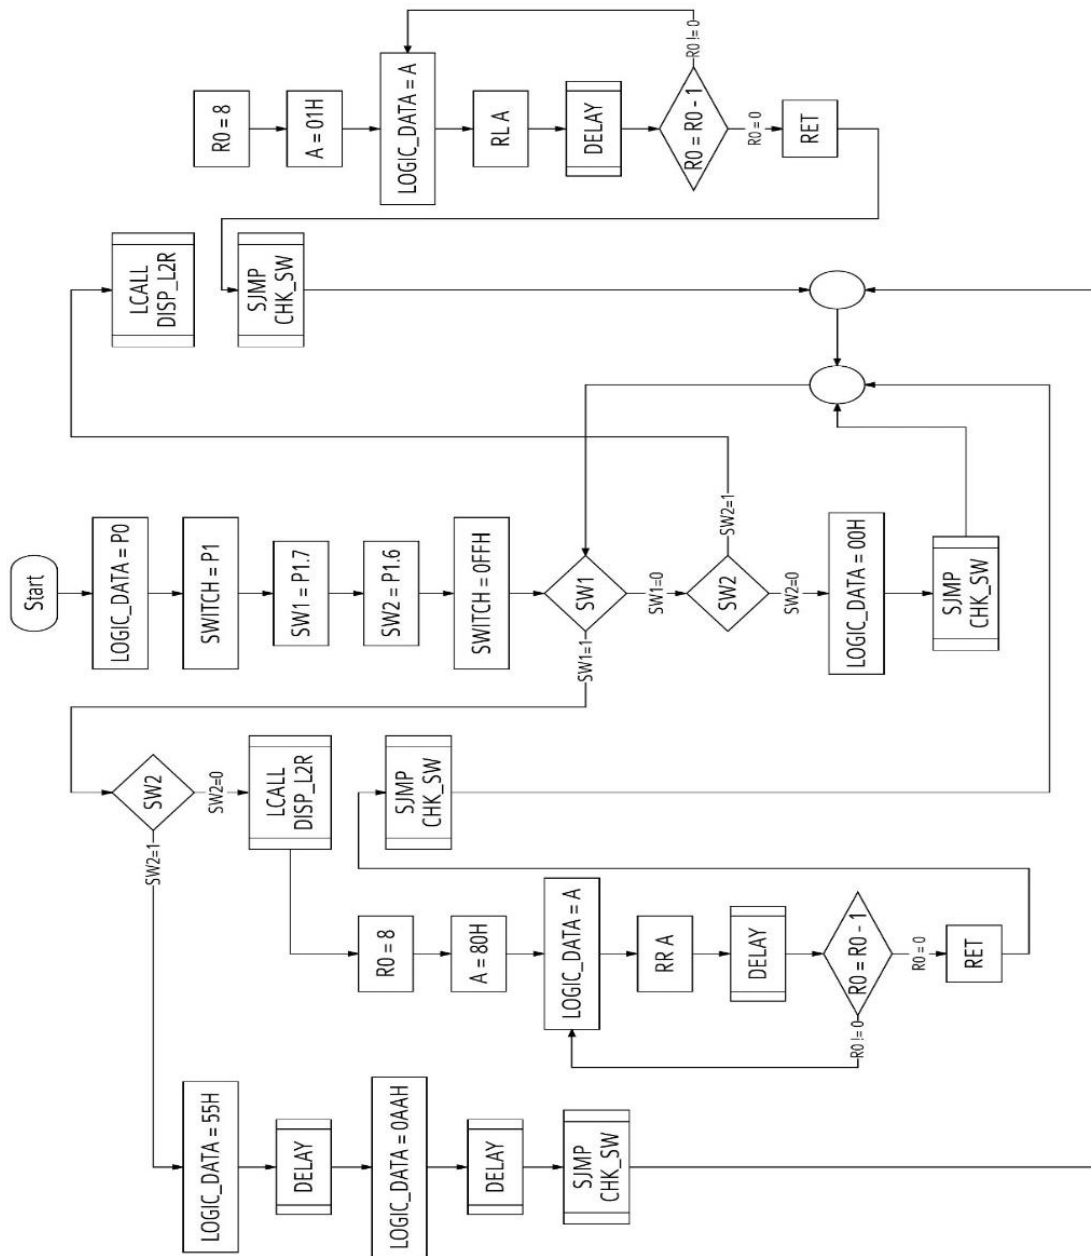 Start
LOGIC_DATA = P0
SWITCH = P1
SW1 = P1.7
SW2 = P1.6
SWITCH = 0FFH
SW1
SW1=1
SW1=0
SW2
SW2=1
SW2=0
LOGIC_DATA = 00H
SJMP
CHK_SW
LCALL
DISP_L2R
SJMP
CHK_SW
R0 = 8
A = 01H
LOGIC_DATA = A
RL A
DELAY
R0 = R0 - 1
R0 != 0
R0 = 0
RET
SW2
SW2=1
SW2=0
LCALL
DISP_L2R
SJMP
CHK_SW
R0 = 8
A = 80H
LOGIC_DATA = A
RR A
DELAY
R0 = R0 - 1
R0 != 0
R0 = 0
RET
LOGIC_DATA = 55H
DELAY
LOGIC_DATA = 0AAH
DELAY
SJMP
CHK_SW